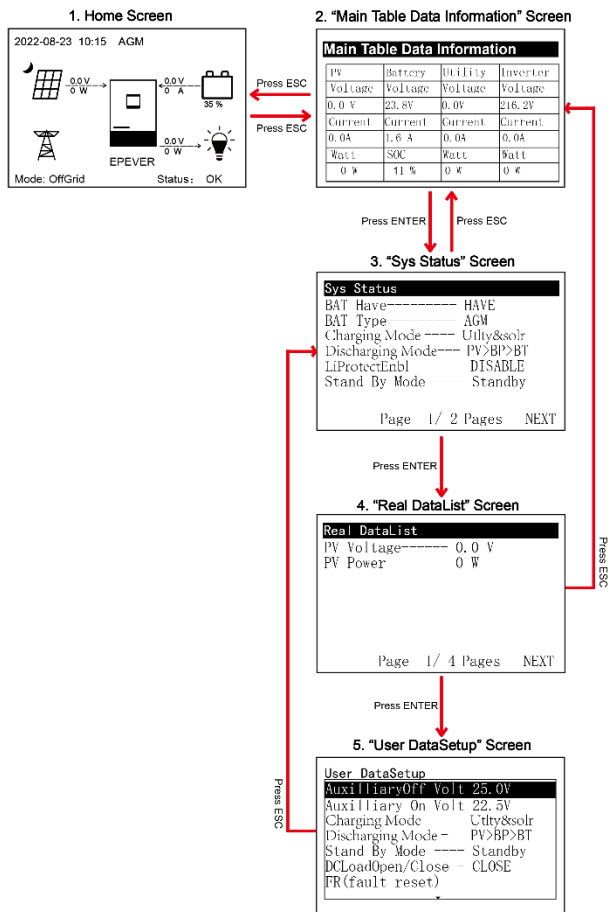 1. Home Screen
2022-08-23 10:15 AGM
0.0 V
0 W
0.0 V
0 A
35 %
0.0 V
0 W
EPEVER
Mode: OffGrid Status: OK
Press ESC
Press ESC
2. “Main Table Data Information” Screen
Main Table Data Information
PV Battery Utility Inverter
Voltage Voltage Voltage Voltage
0.0 V 23.8V 0.0V 216.2V
Current Current Current Current
0.0A 1.6 A 0.0A 0.0A
Watt SOC Watt Watt
0 W 11 % 0 W 0 W
Press ENTER Press ESC
3. “Sys Status” Screen
Sys Status
BAT Have--------- HAVE
BAT Type AGM
Charging Mode ---- Utlty&solr
Discharging Mode--- PV>BP>BT
LiProtectEnbl DISABLE
Stand By Mode Standby
Page 1/ 2 Pages NEXT
Press ENTER
4. “Real DataList” Screen
Real DataList
PV Voltage------ 0.0 V
PV Power 0 W
Page 1/ 4 Pages NEXT
Press ESC
Press ENTER
5. “User DataSetup” Screen
User DataSetup
AuxilliaryOff Volt 25.0V
Auxilliary On Volt 22.5V
Charging Mode Utlty&solr
Discharging Mode - PV>BP>BT
Stand By Mode ---- Standby
DCLoadOpen/Close - CLOSE
FR(fault reset)
Press ESC